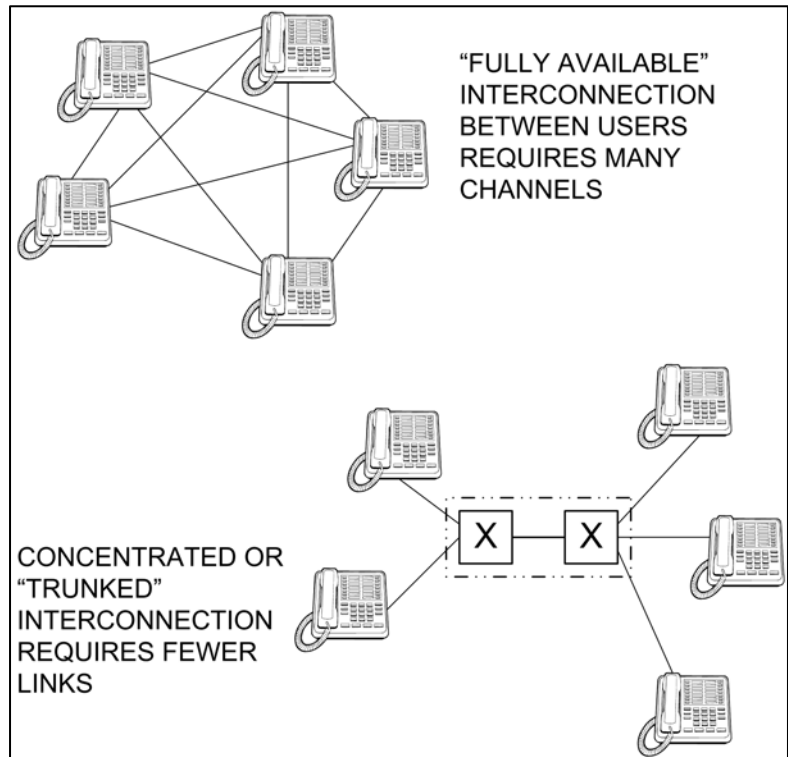 “FULLY AVAILABLE”
INTERCONNECTION
BETWEEN USERS
REQUIRES MANY
CHANNELS
X X
CONCENTRATED OR
“TRUNKED”
INTERCONNECTION
REQUIRES FEWER
LINKS